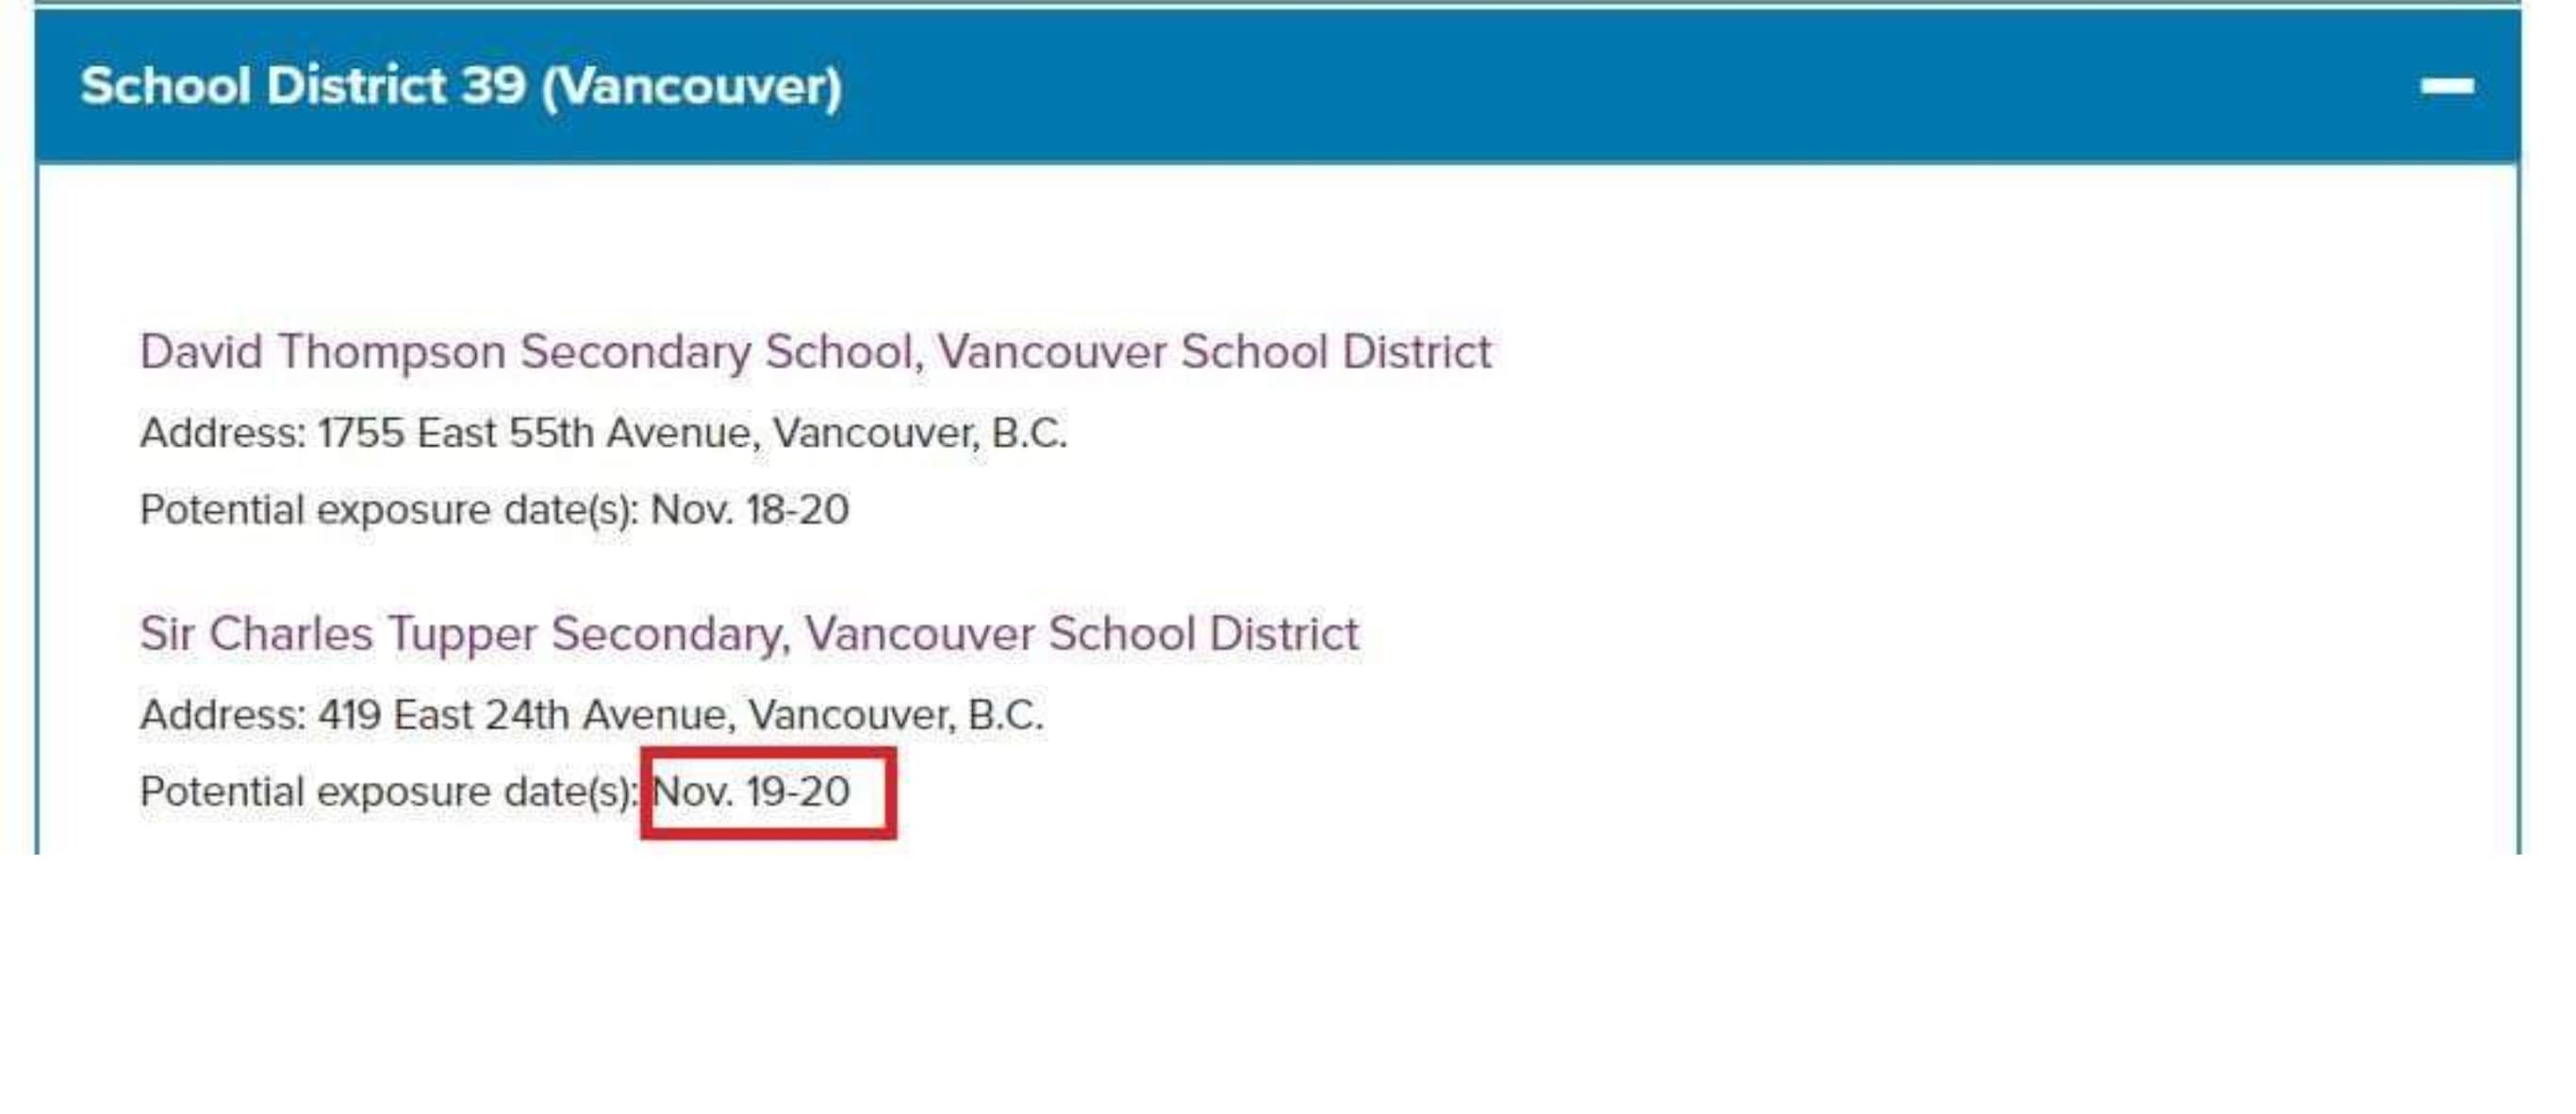 School District 39 (Vancouver)
David Thompson Secondary School, Vancouver School District
Address: 1755 East 55th Avenue, Vancouver, B.C.
Potential exposure date(s): Nov. 18-20
Sir Charles Tupper Secondary, Vancouver School District
Address: 419 East 24th Avenue, Vancouver, B.C.
Potential exposure date(s): Nov. 19-20